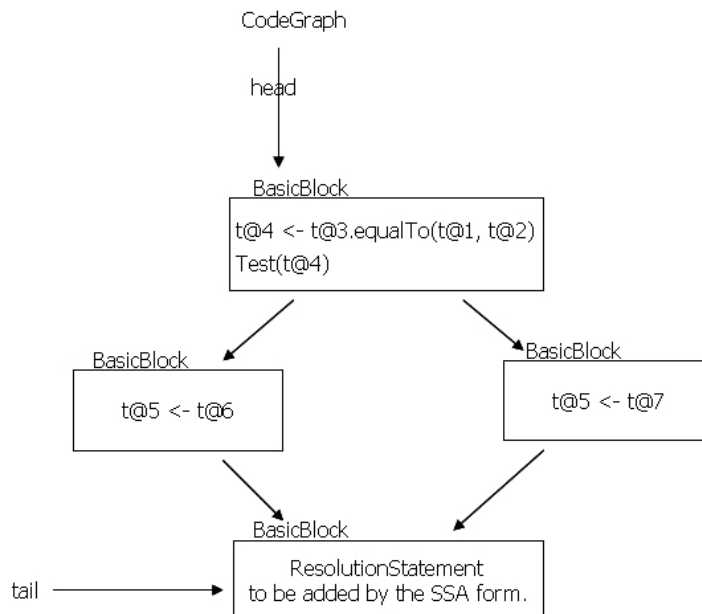 CodeGraph
head
BasicBlock
t@4 <- t@3.equalTo(t@1, t@2)
Test(t@4)
BasicBlock
t@5 <- t@6
BasicBlock
t@5 <- t@7
BasicBlock
ResolutionStatement
to be added by the SSA form.
tail